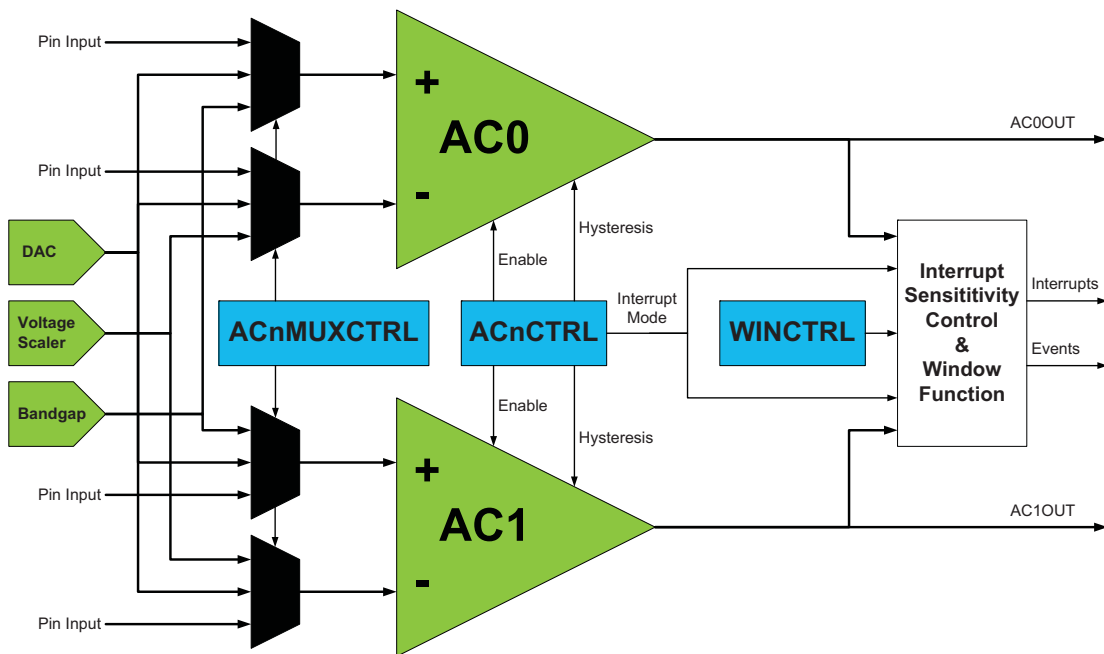 Pin Input
+
AC0
AC0OUT
Pin Input
-
DAC
Hysteresis
Enable
Interrupt
Sensititivity
Control
&
Window
Function
Interrupts
Events
Voltage
Scaler
ACnMUXCTRL
ACnCTRL
Interrupt
Mode
WINCTRL
Bandgap
Enable
Hysteresis
+
Pin Input
AC1
AC1OUT
-
Pin Input